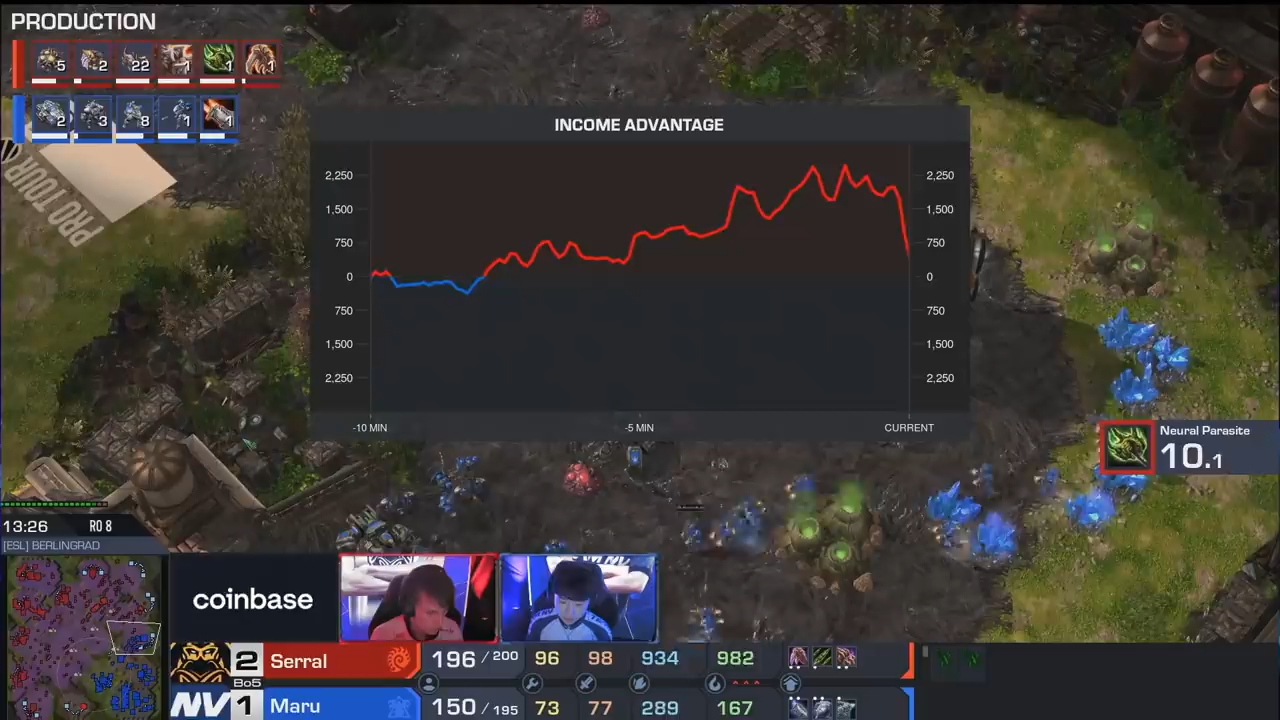 PRODUCTION
5 2 22 1 1 1
2 3 8 1 1
PRO TOUR
INCOME ADVANTAGE
2,250 2,250
1,500 1,500
750 750
0 0
750 750
1,500 1,500
2,250 2,250
-10 MIN -5 MIN CURRENT
Neural Parasite
10.1
13:26 RO 8
[ESL] BERLINGRAD
coinbase
2 Serral 196 / 200 96 98 934 982
Bo5
NV 1 Maru 150 / 195 73 77 289 167